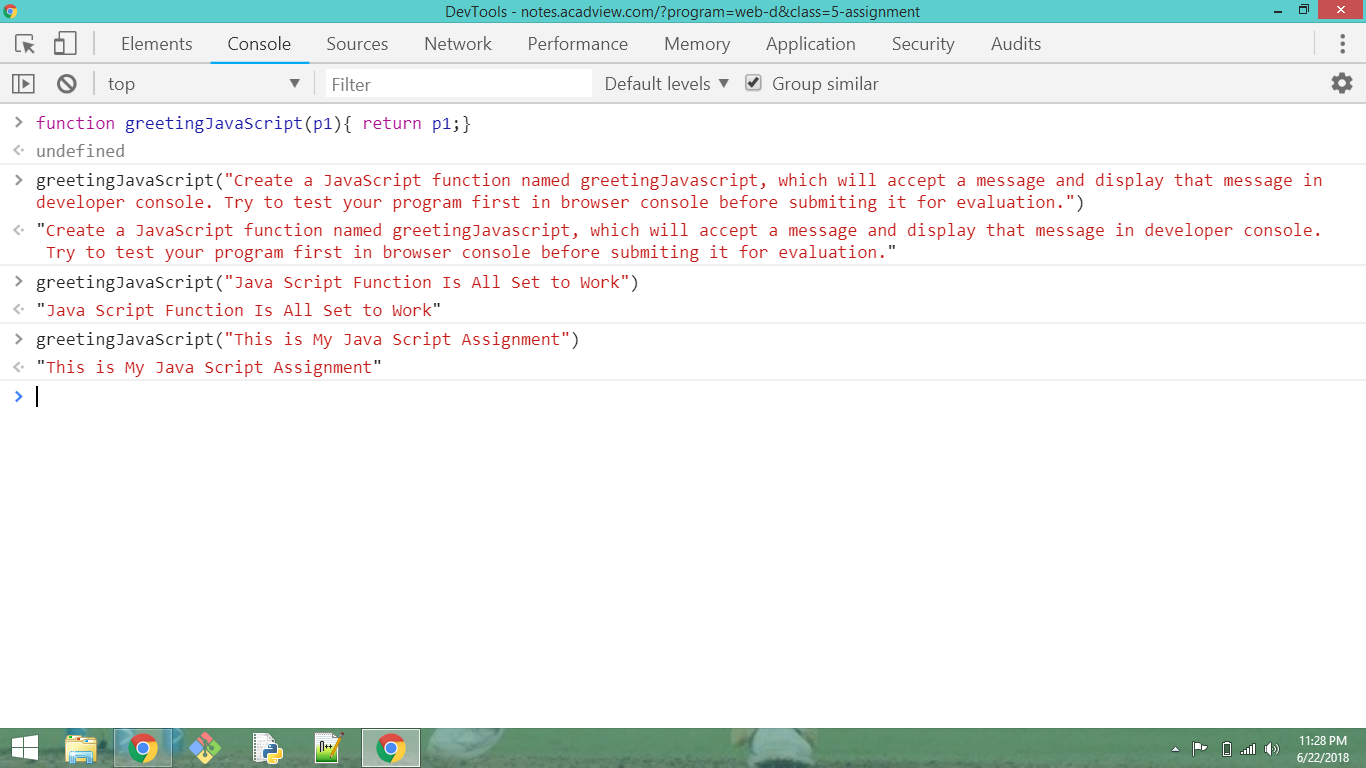 DevTools - notes.acadview.com/?program=web-d&class=5-assignment
Elements Console Sources Network Performance Memory Application Security Audits
top Filter Default levels Group similar
function greetingJavaScript(p1){ return p1;}
undefined
greetingJavaScript("Create a JavaScript function named greetingJavascript, which will accept a message and display that message in
developer console. Try to test your program first in browser console before submiting it for evaluation.")
"Create a JavaScript function named greetingJavascript, which will accept a message and display that message in developer console.
Try to test your program first in browser console before submiting it for evaluation."
greetingJavaScript("Java Script Function Is All Set to Work")
"Java Script Function Is All Set to Work"
greetingJavaScript("This is My Java Script Assignment")
"This is My Java Script Assignment"
11:28 PM
6/22/2018